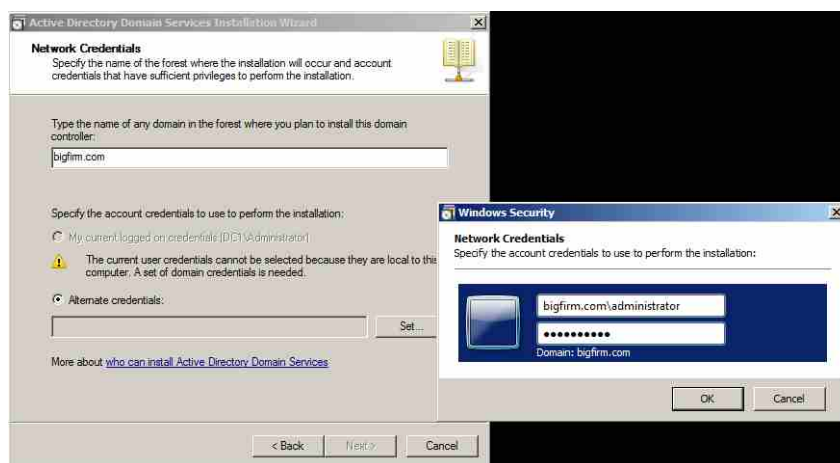 Active Directory Domain Services Installation Wizard
Network Credentials
Specify the name of the forest where the installation will occur and account
credentials that have sufficient privileges to perform the installation.
Type the name of any domain in the forest where you plan to install this domain
controller:
bigfirm.com
Specify the account credentials to use to perform the installation:
My current logged on credentials (DC1\Administrator)
The current user credentials cannot be selected because they are local to this
computer. A set of domain credentials is needed.
Alternate credentials:
Set...
More about who can install Active Directory Domain Services
< Back
Next >
Cancel
Windows Security
Network Credentials
Specify the account credentials to use to perform the installation:
bigfirm.com\administrator
••••••••••
Domain: bigfirm.com
OK
Cancel